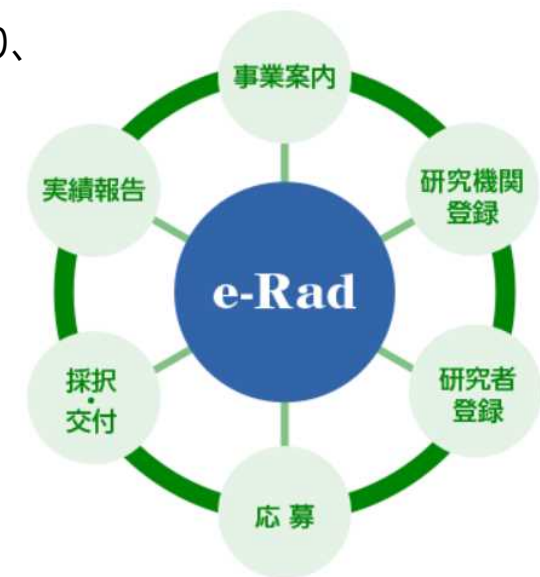 り、
事業案内
研究機関
登録
研究者
登録
応 募
採択
・
交付
実績報告
e-Rad